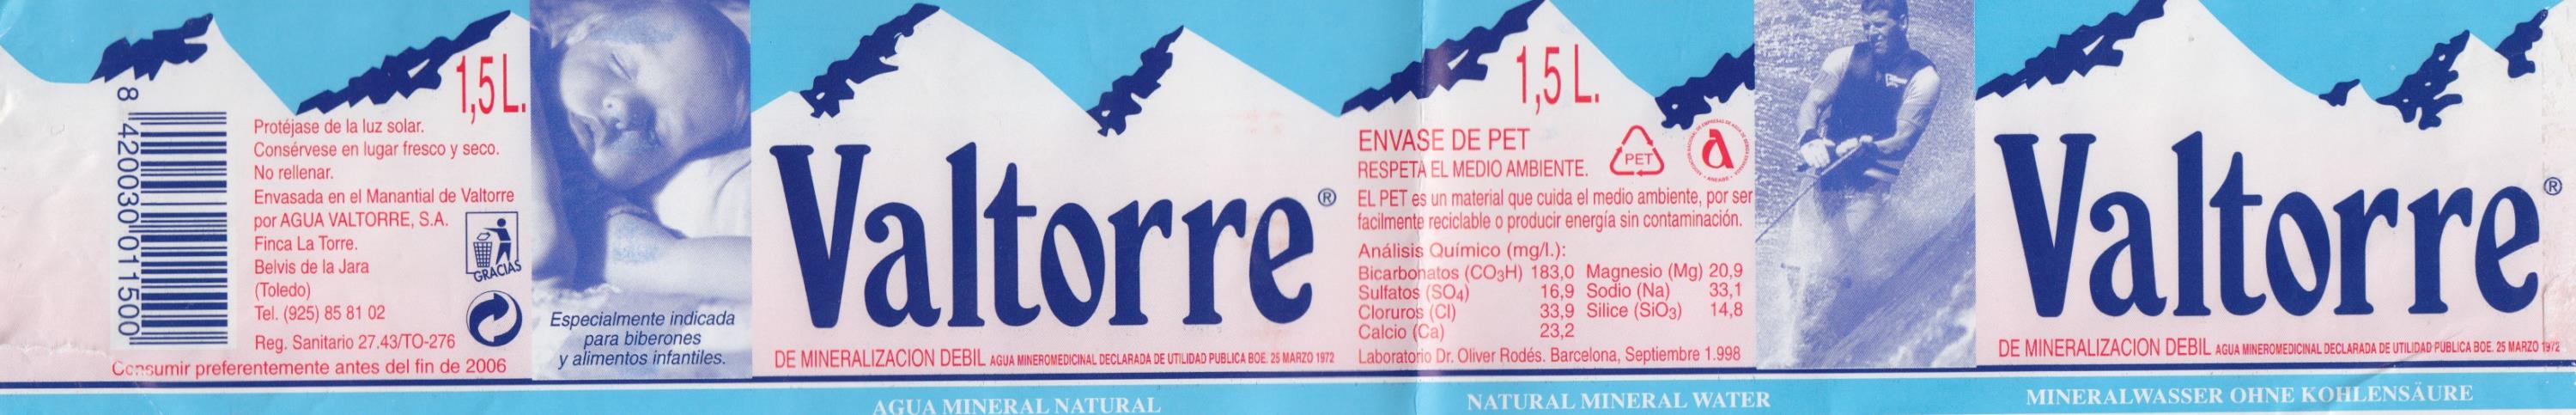 8 420030 011500
1,5 L.
Protéjase de la luz solar.
Consérvese en lugar fresco y seco.
No rellenar.
Envasada en el Manantial de Valtorre
por AGUA VALTORRE, S.A.
Finca La Torre.
Belvis de la Jara
(Toledo)
Tel. (925) 85 81 02
Reg. Sanitario 27.43/TO-276
GRACIAS
Consumir preferentemente antes del fin de 2006
Especialmente indicada
para biberones
y alimentos infantiles.
Valtorre®
DE MINERALIZACION DEBIL AGUA MINEROMEDICINAL DECLARADA DE UTILIDAD PUBLICA BOE. 25 MARZO 1972
AGUA MINERAL NATURAL
1,5 L.
ENVASE DE PET
RESPETA EL MEDIO AMBIENTE.
PET
a
EL PET es un material que cuida el medio ambiente, por ser
facilmente reciclable o producir energía sin contaminación.
Análisis Químico (mg/l.):
Bicarbonatos (CO3H) 183,0 Magnesio (Mg) 20,9
Sulfatos (SO4) 16,9 Sodio (Na) 33,1
Cloruros (Cl) 33,9 Silice (SiO3) 14,8
Calcio (Ca) 23,2
Laboratorio Dr. Oliver Rodés. Barcelona, Septiembre 1.998
NATURAL MINERAL WATER
Valtorre®
DE MINERALIZACION DEBIL AGUA MINEROMEDICINAL DECLARADA DE UTILIDAD PUBLICA BOE. 25 MARZO 1972
MINERALWASSER OHNE KOHLENSÄURE